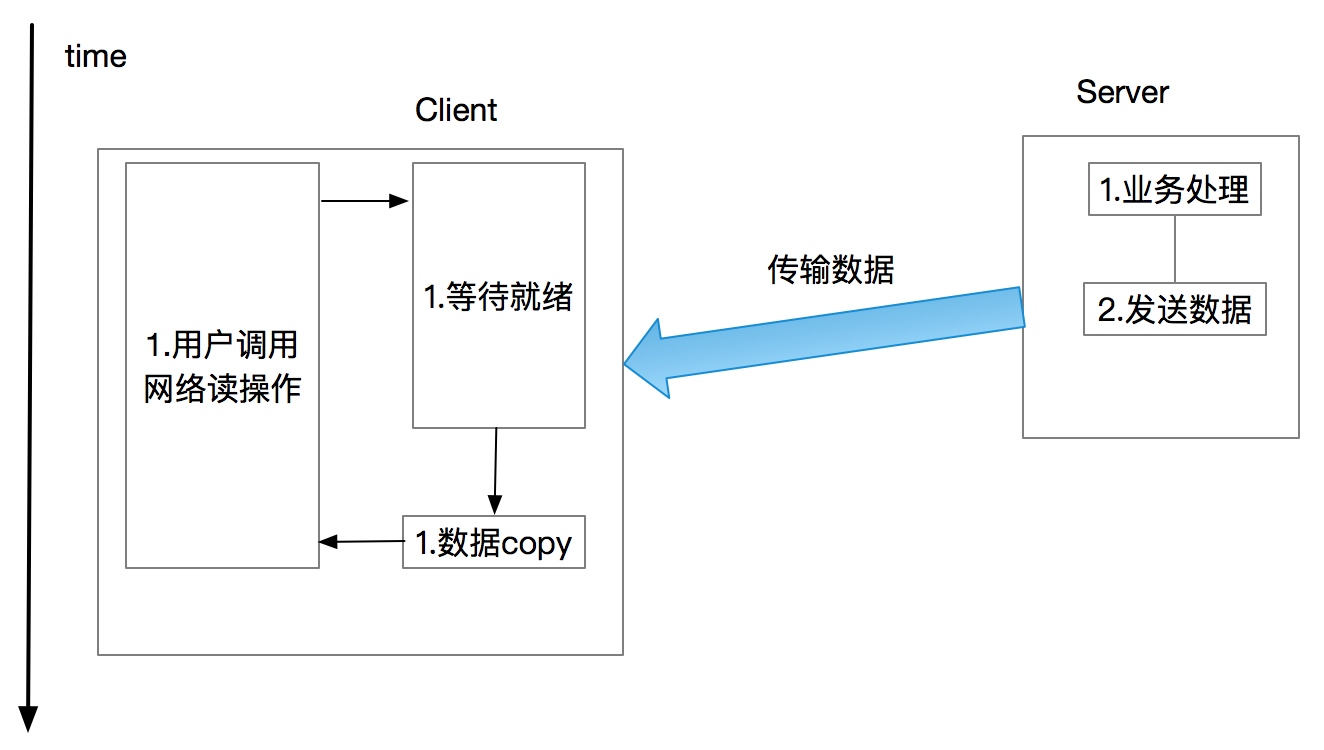 time
Client
Server
1.用户调用
网络读操作
1.等待就绪
1.数据copy
传输数据
1.业务处理
2.发送数据